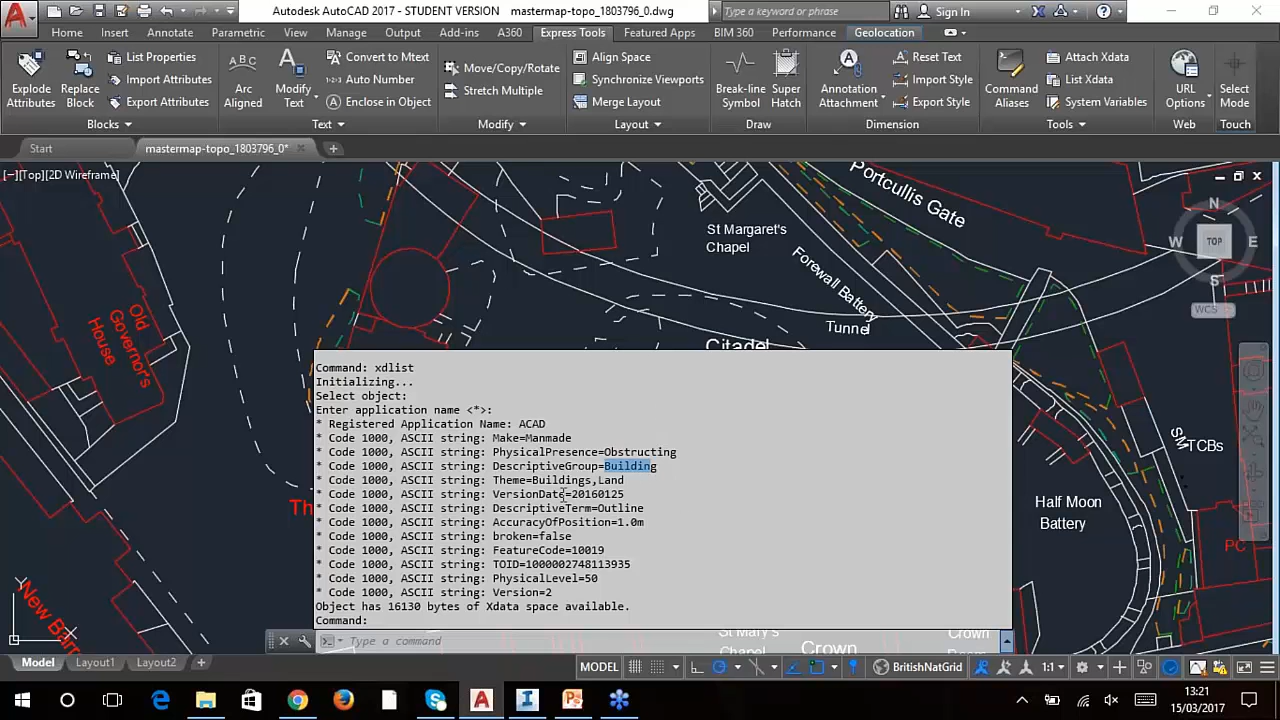 Autodesk AutoCAD 2017 - STUDENT VERSION mastermap-topo_1803796_0.dwg
Type a keyword or phrase
Sign In
Home Insert Annotate Parametric View Manage Output Add-ins A360 Express Tools Featured Apps BIM 360 Performance Geolocation
Explode Attributes
Replace Block
List Properties
Import Attributes
Export Attributes
Blocks
ABC
Arc Aligned
Modify Text
Convert to Mtext
Auto Number
Enclose in Object
Text
Move/Copy/Rotate
Stretch Multiple
Modify
Align Space
Synchronize Viewports
Merge Layout
Layout
Break-line Symbol
Super Hatch
Draw
Annotation Attachment
Reset Text
Import Style
Export Style
Dimension
Command Aliases
Attach Xdata
List Xdata
System Variables
Tools
URL Options
Web
Select Mode
Touch
Start
mastermap-topo_1803796_0*
[−][Top][2D Wireframe]
Portcullis Gate
St Margaret's
Chapel
Forewall Battery
Tunnel
Citadel
Old
Governor's
House
N
W TOP E
S
WCS
SM
TCBs
Half Moon
Battery
PC
Th
Command: xdlist
Initializing...
Select object:
Enter application name <*>:
* Registered Application Name: ACAD
* Code 1000, ASCII string: Make=Manmade
* Code 1000, ASCII string: PhysicalPresence=Obstructing
* Code 1000, ASCII string: DescriptiveGroup=Building
* Code 1000, ASCII string: Theme=Buildings,Land
* Code 1000, ASCII string: VersionDate=20160125
* Code 1000, ASCII string: DescriptiveTerm=Outline
* Code 1000, ASCII string: AccuracyOfPosition=1.0m
* Code 1000, ASCII string: broken=false
* Code 1000, ASCII string: FeatureCode=10019
* Code 1000, ASCII string: TOID=1000002748113935
* Code 1000, ASCII string: PhysicalLevel=50
* Code 1000, ASCII string: Version=2
Object has 16130 bytes of Xdata space available.
Command:
Type a command
New
Y
X
St Mary's
Crown
Crown
Model Layout1 Layout2
MODEL
BritishNatGrid
1:1
13:21
15/03/2017